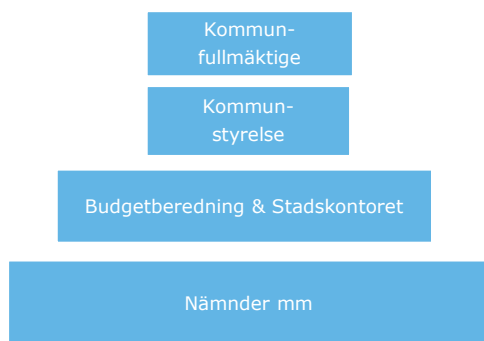 Kommun-
fullmäktige
Kommun-
styrelse
Budgetberedning & Stadskontoret
Nämnder mm